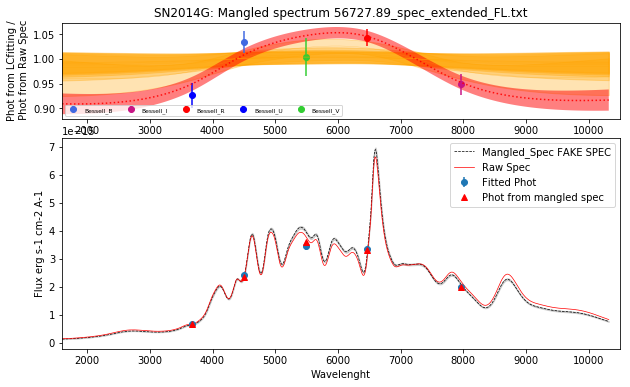 SN2014G: Mangled spectrum 56727.89_spec_extended_FL.txt
Phot from LCfitting /
Phot from Raw Spec
1.05
1.00
0.95
0.90
Bessell_B Bessell_I Bessell_R Bessell_U Bessell_V
2000 3000 4000 5000 6000 7000 8000 9000 10000
1e−15
Flux erg s-1 cm-2 A-1
7
6
5
4
3
2
1
0
Mangled_Spec FAKE SPEC
Raw Spec
Fitted Phot
Phot from mangled spec
2000 3000 4000 5000 6000 7000 8000 9000 10000
Wavelenght